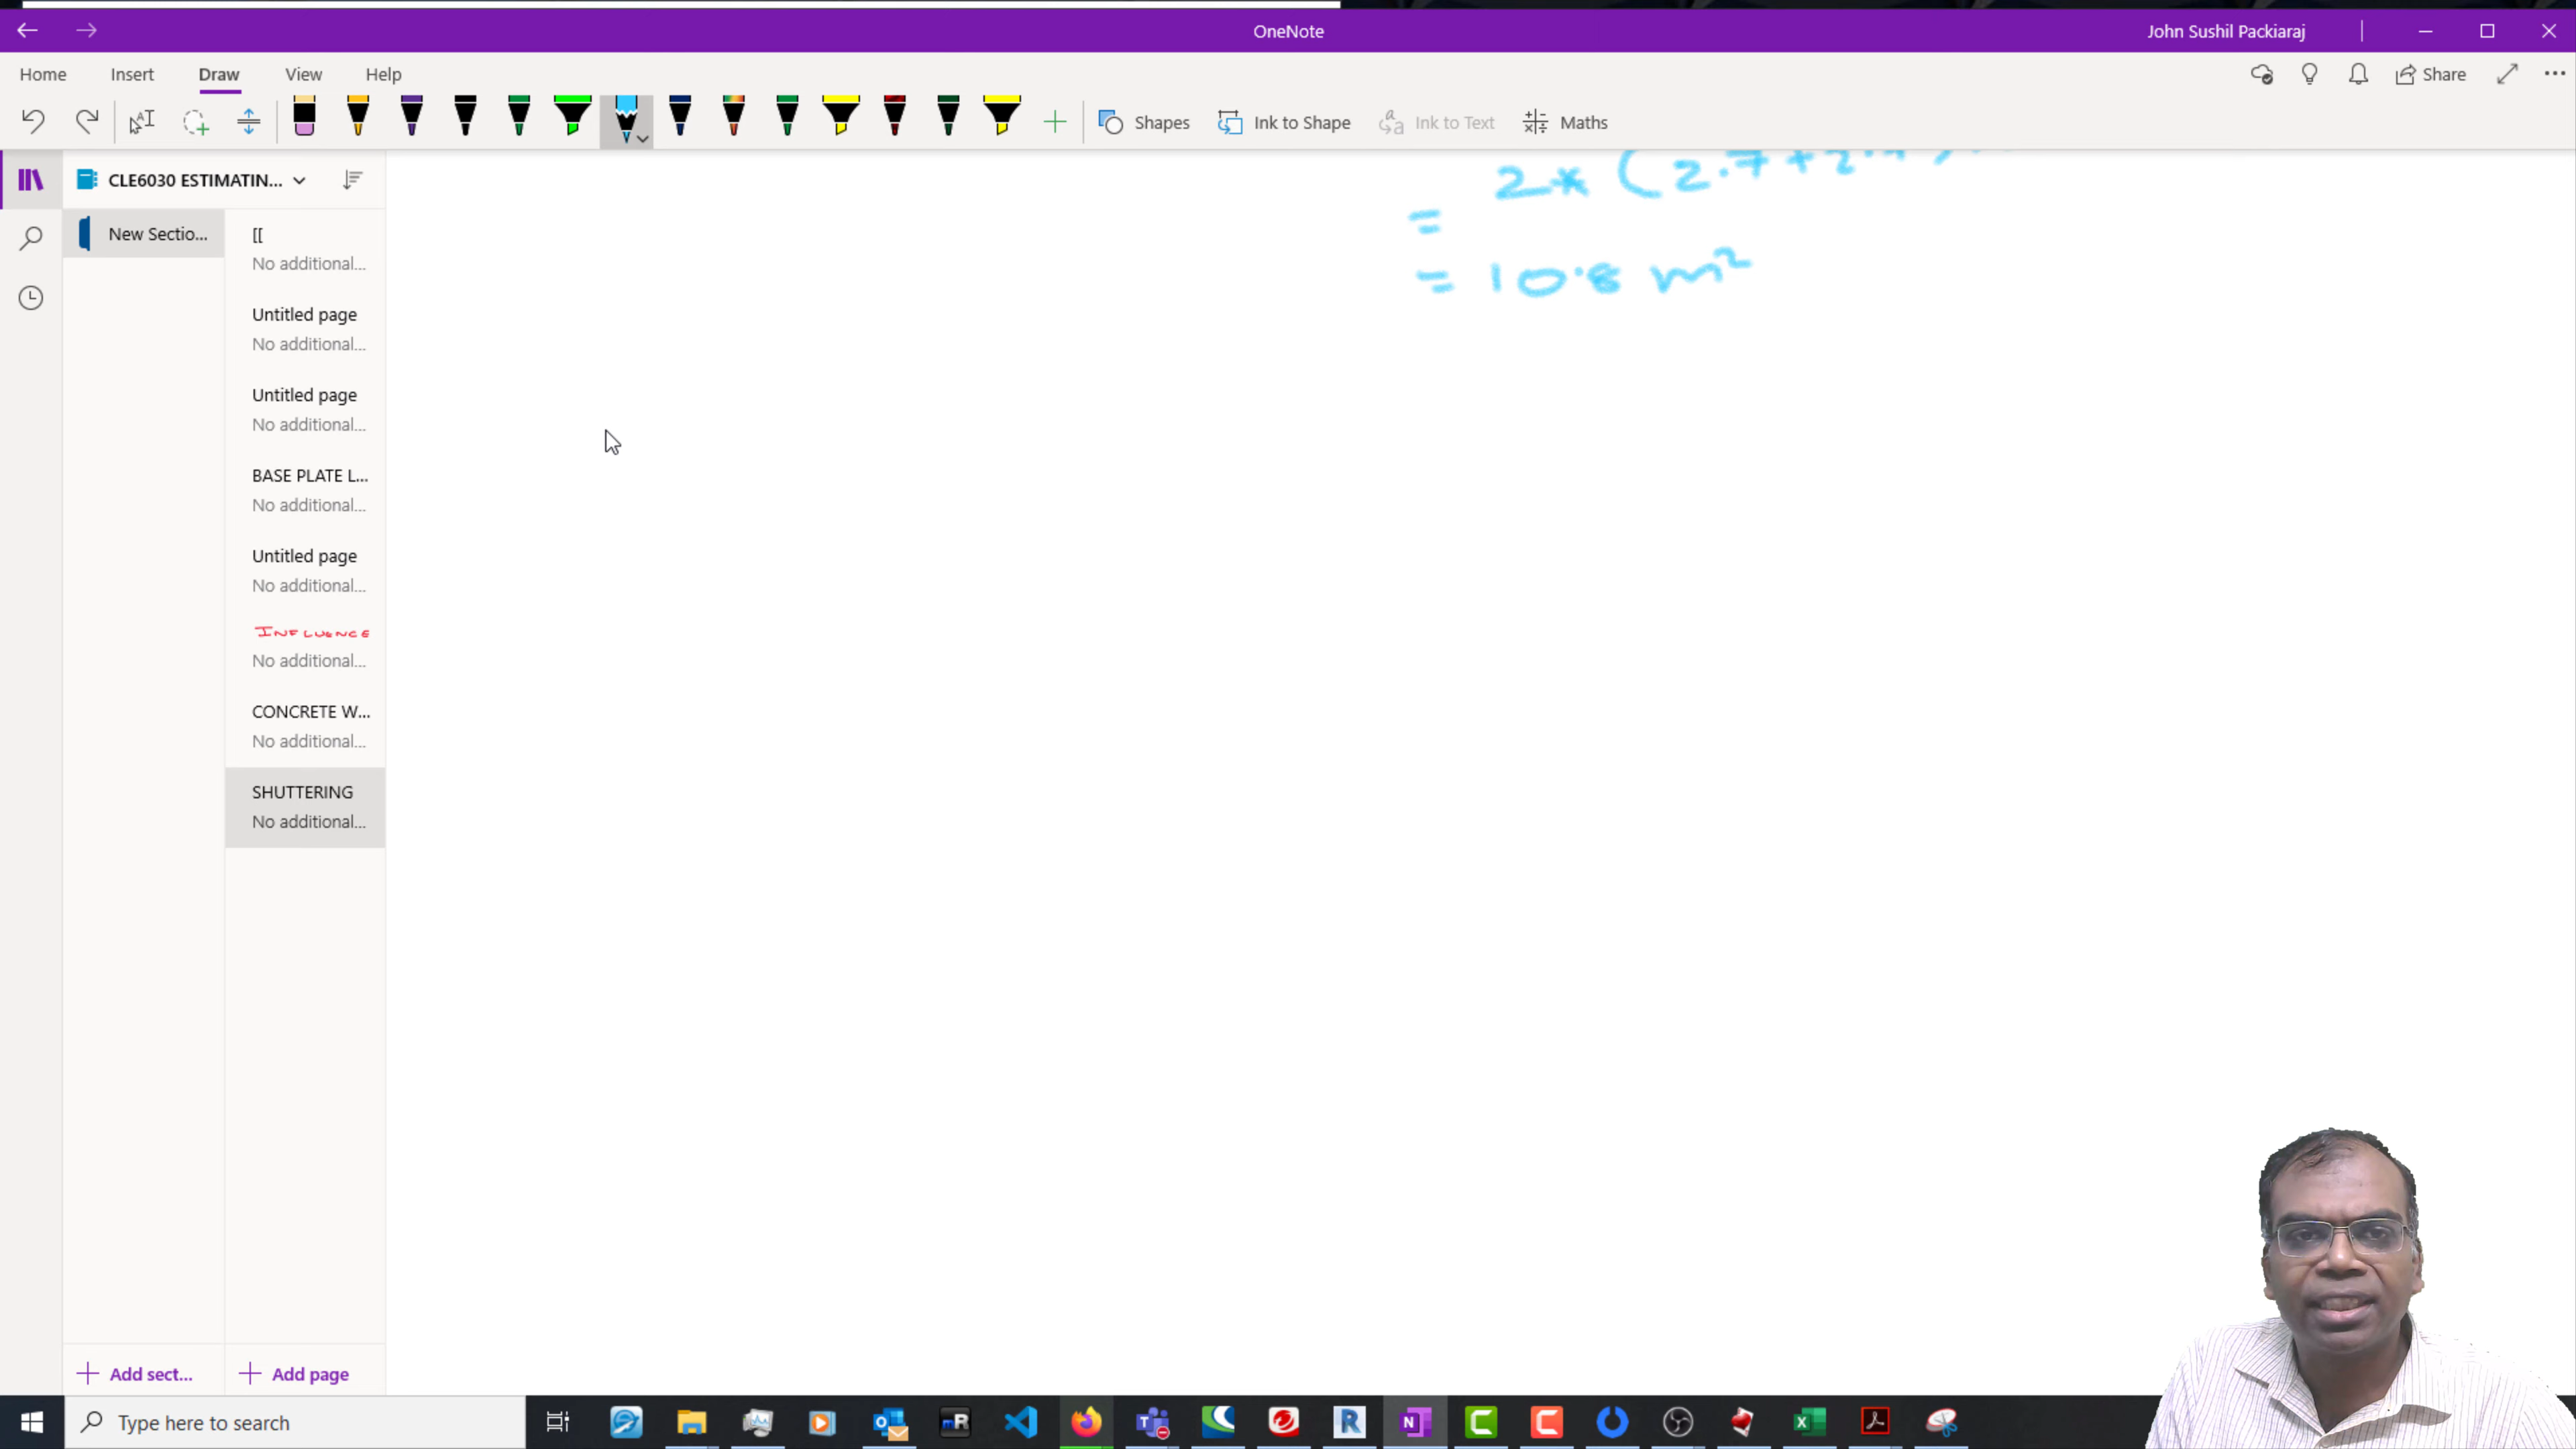 OneNote
John Sushil Packiaraj
Home Insert Draw View Help
Share
Shapes
Ink to Shape
Ink to Text
Maths
CLE6030 ESTIMATIN...
New Sectio...
[[
No additional...
Untitled page
No additional...
Untitled page
No additional...
BASE PLATE L...
No additional...
Untitled page
No additional...
INFLUENCE
No additional...
CONCRETE W...
No additional...
SHUTTERING
No additional...
= 2* (2.7+2.
= 10.8 m²
Add sect...
Add page
Type here to search